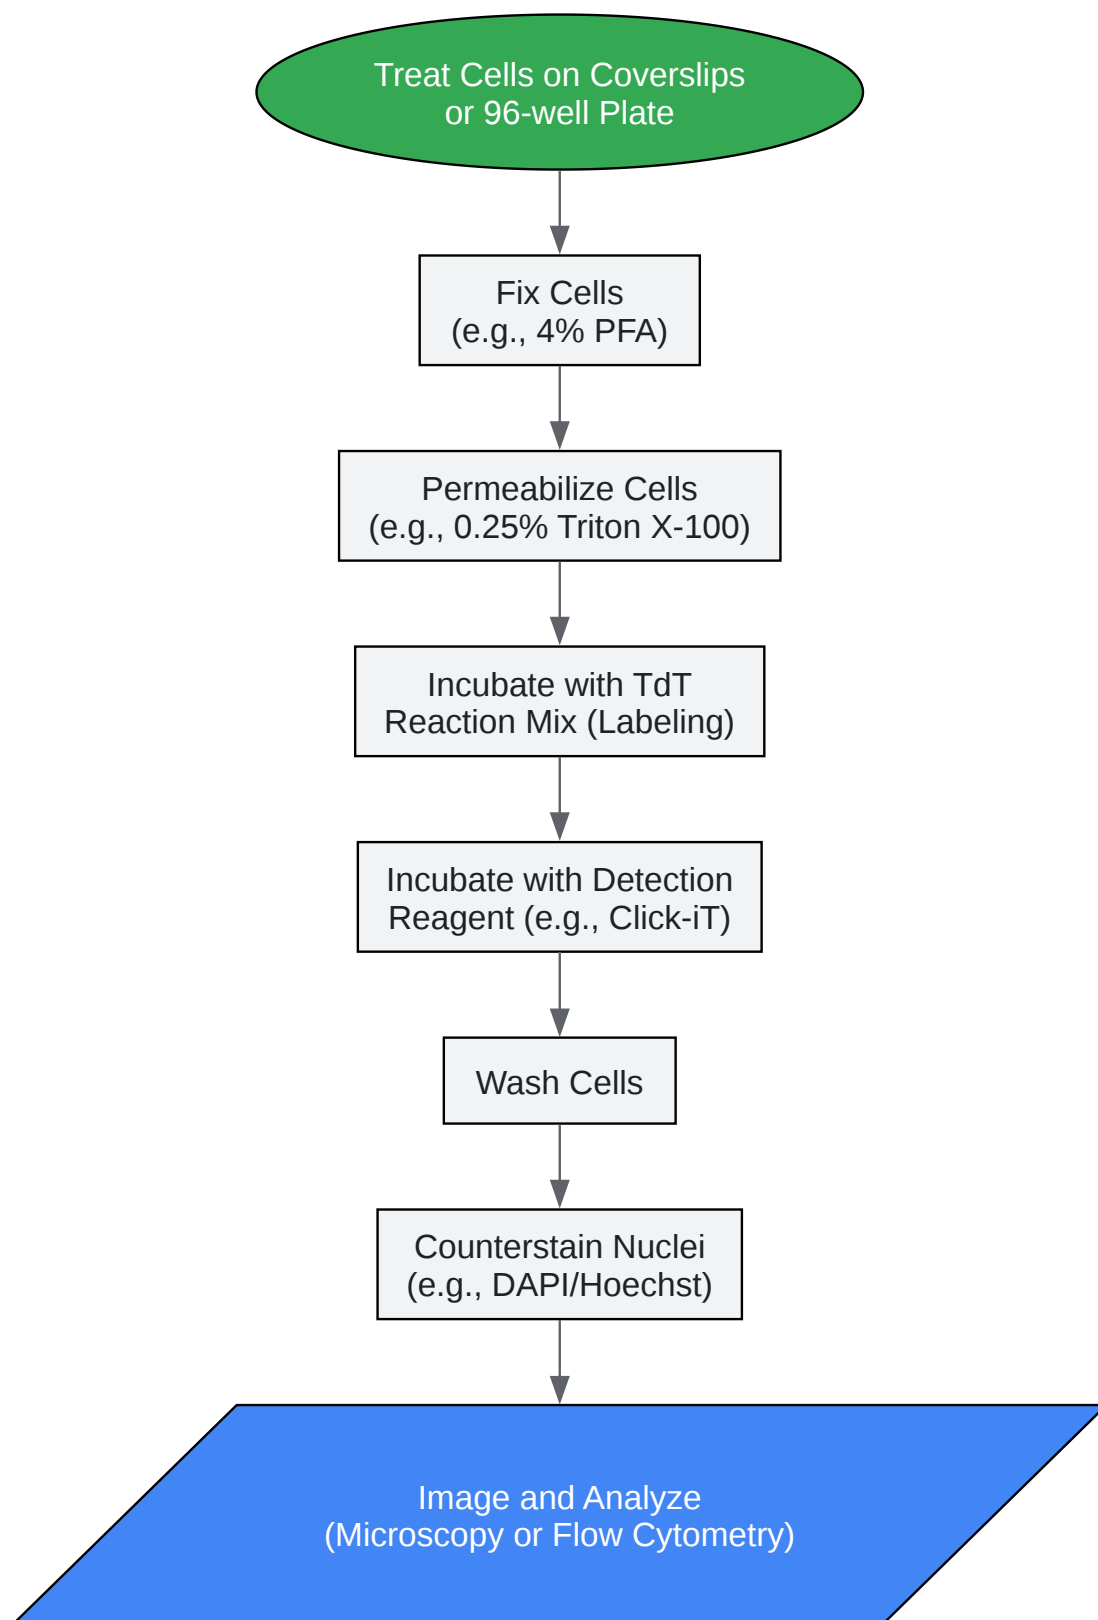 Treat Cells on Coverslips
or 96-well Plate
Fix Cells
(e.g., 4% PFA)
Permeabilize Cells
(e.g., 0.25% Triton X-100)
Incubate with TdT
Reaction Mix (Labeling)
Incubate with Detection
Reagent (e.g., Click-iT)
Wash Cells
Counterstain Nuclei
(e.g., DAPI/Hoechst)
Image and Analyze
(Microscopy or Flow Cytometry)